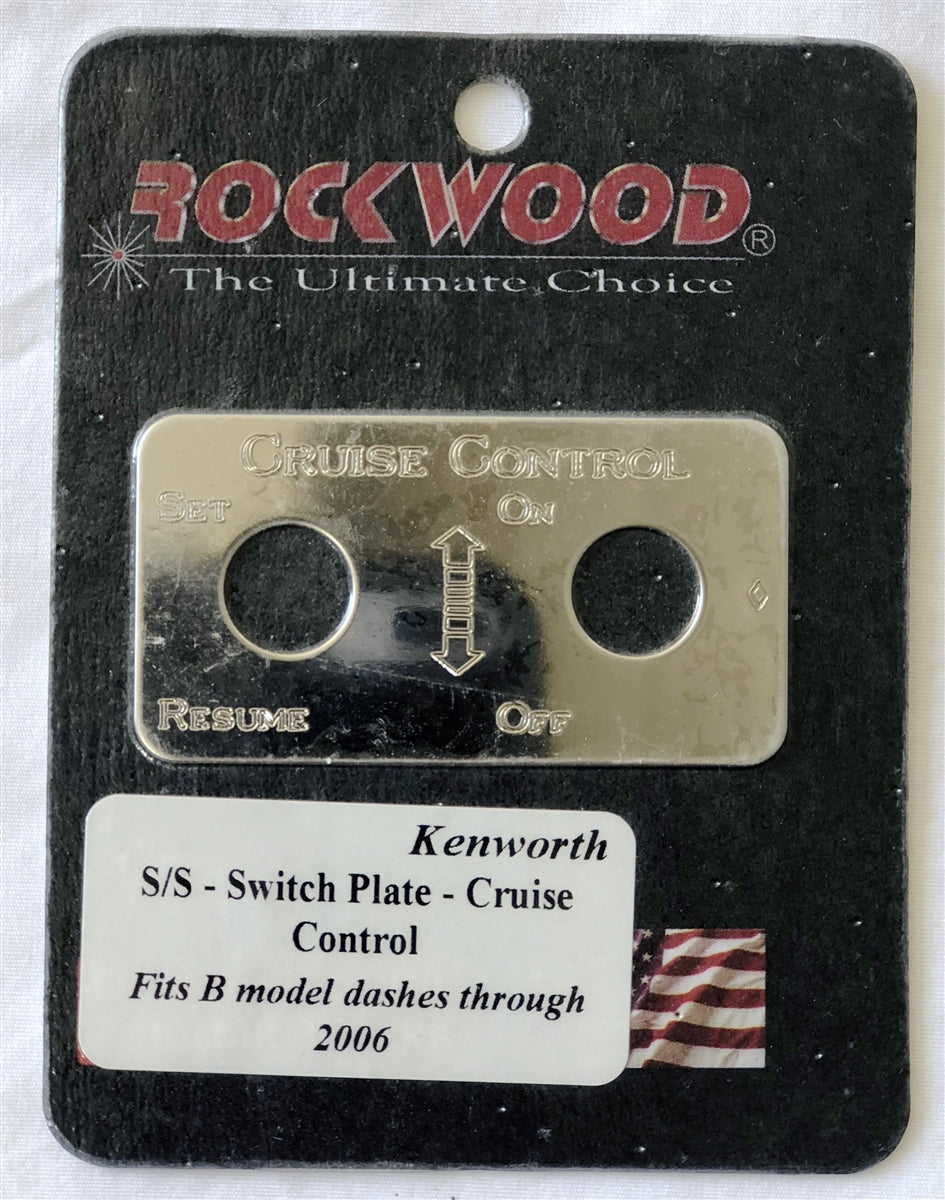 ROCKWOOD®
The Ultimate Choice
CRUISE CONTROL
SET ON
RESUME OFF
Kenworth
S/S - Switch Plate - Cruise
Control
Fits B model dashes through
2006